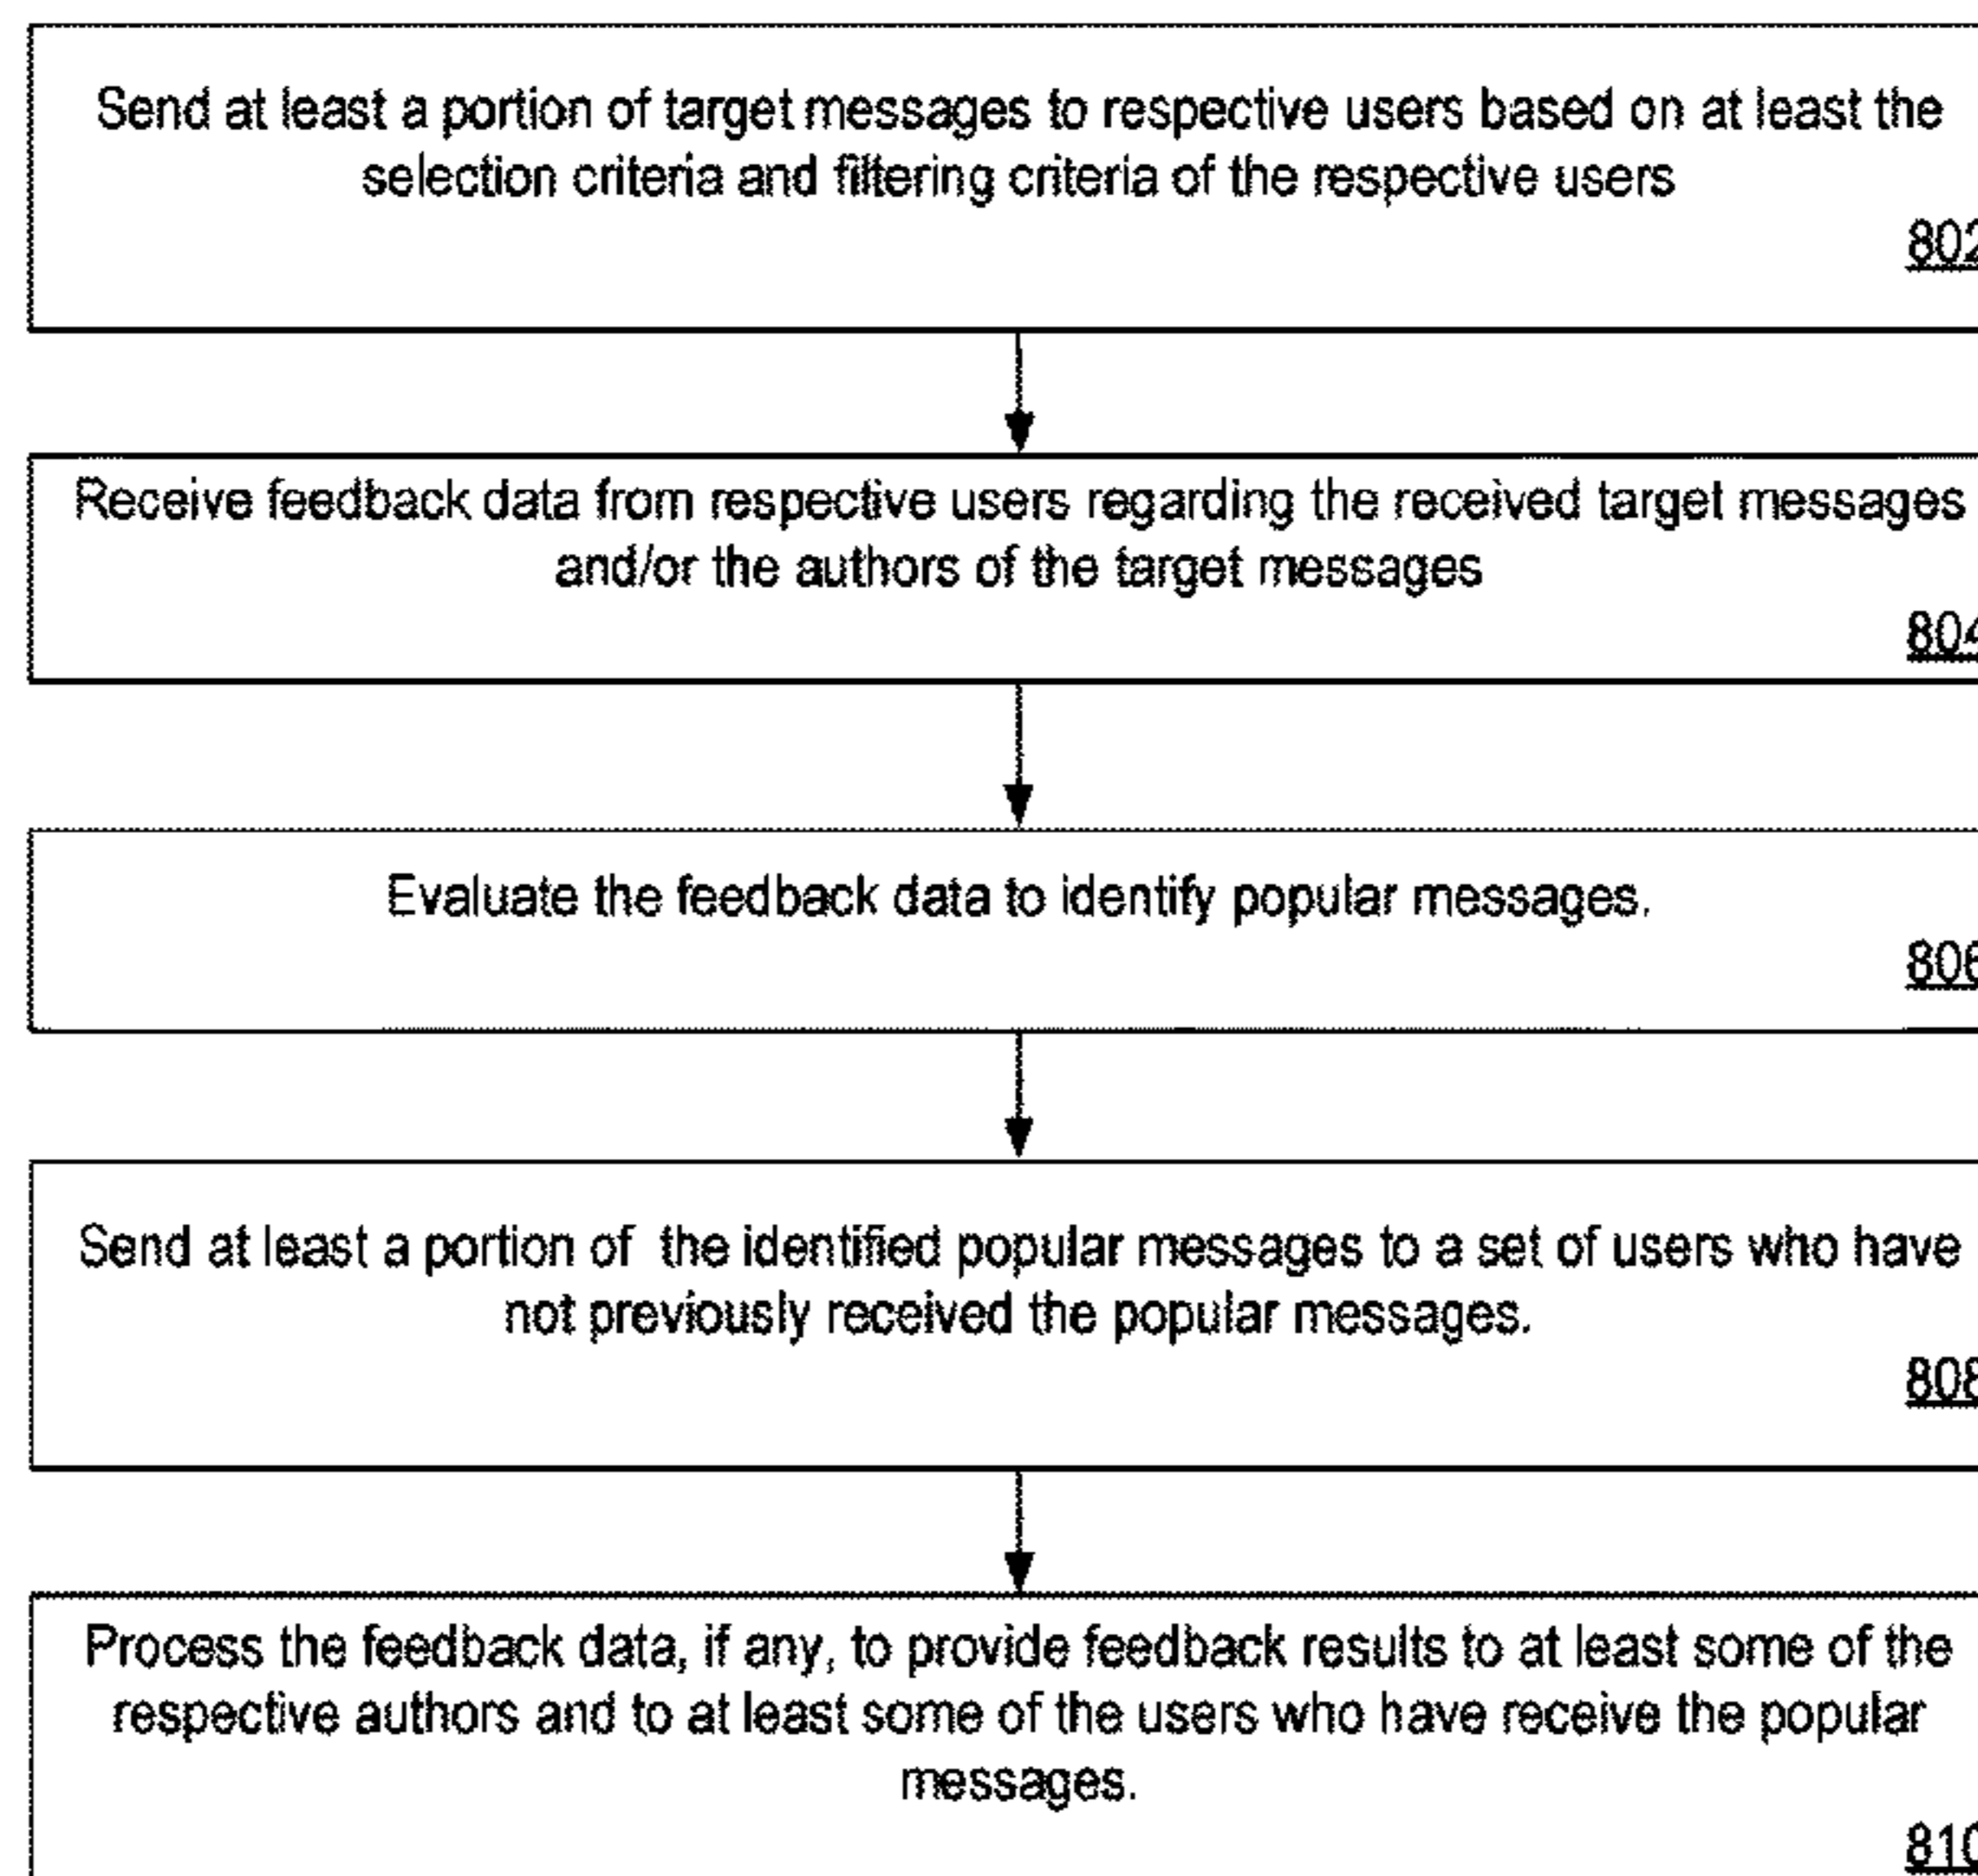 Send at least a portion of target messages to respective users based on at least the
selection criteria and filtering criteria of the respective users
802
Receive feedback data from respective users regarding the received target messages
and/or the authors of the target messages
804
Evaluate the feedback data to identify popular messages.
806
Send at least a portion of the identified popular messages to a set of users who have
not previously received the popular messages.
808
Process the feedback data, if any, to provide feedback results to at least some of the
respective authors and to at least some of the users who have receive the popular
messages.
810